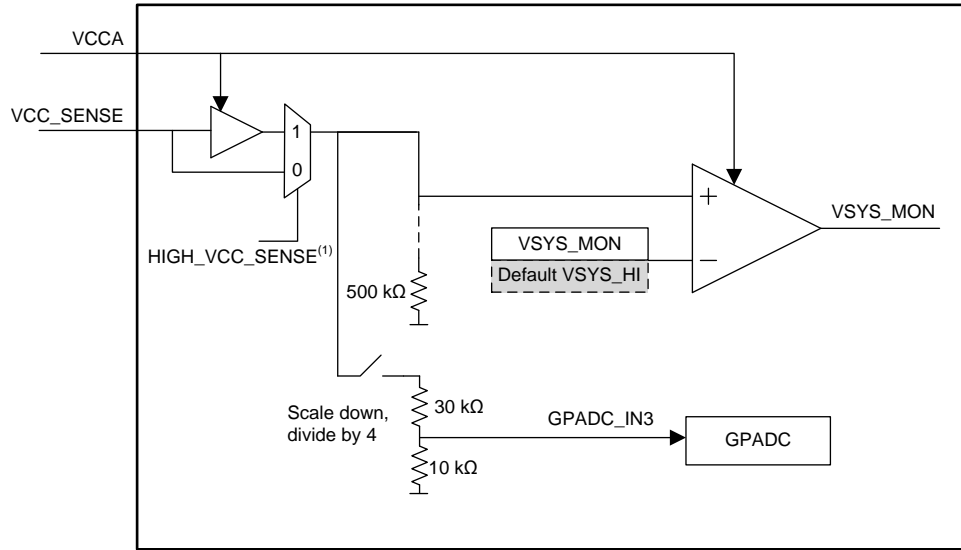 VCCA
VCC_SENSE
1
0
HIGH_VCC_SENSE(1)
500 kΩ
VSYS_MON
Default VSYS_HI
+
−
VSYS_MON
Scale down,
divide by 4
30 kΩ
10 kΩ
GPADC_IN3
GPADC